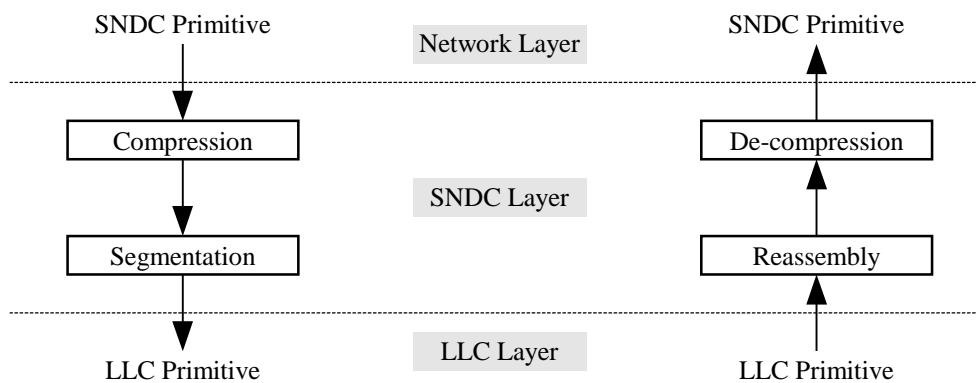 SNDC Primitive
Network Layer
SNDC Primitive
Compression
De-compression
SNDC Layer
Segmentation
Reassembly
LLC Layer
LLC Primitive
LLC Primitive